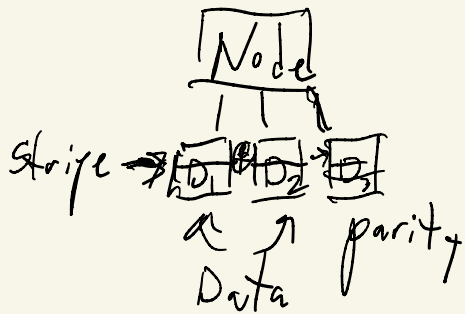 Node
Stripe → D1 ⊕ D2 → D3
parity
Data